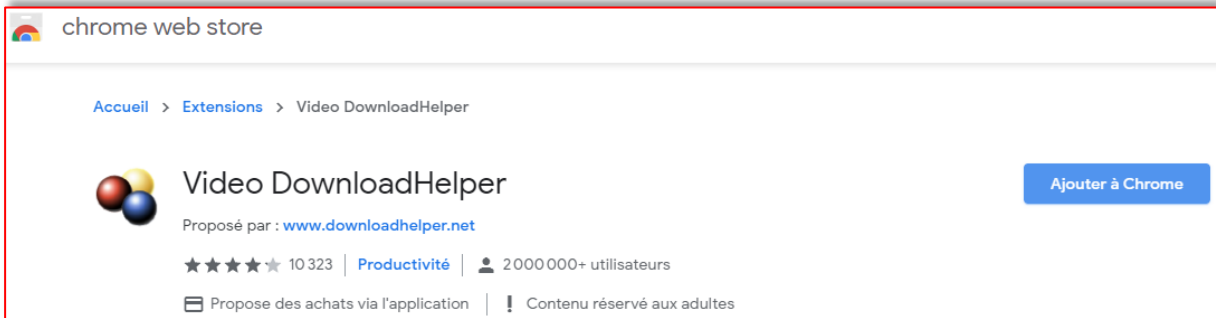 chrome web store
Accueil > Extensions > Video DownloadHelper
Video DownloadHelper
Ajouter à Chrome
Proposé par : www.downloadhelper.net
10 323 | Productivité | 2 000 000+ utilisateurs
Propose des achats via l'application | ! Contenu réservé aux adultes